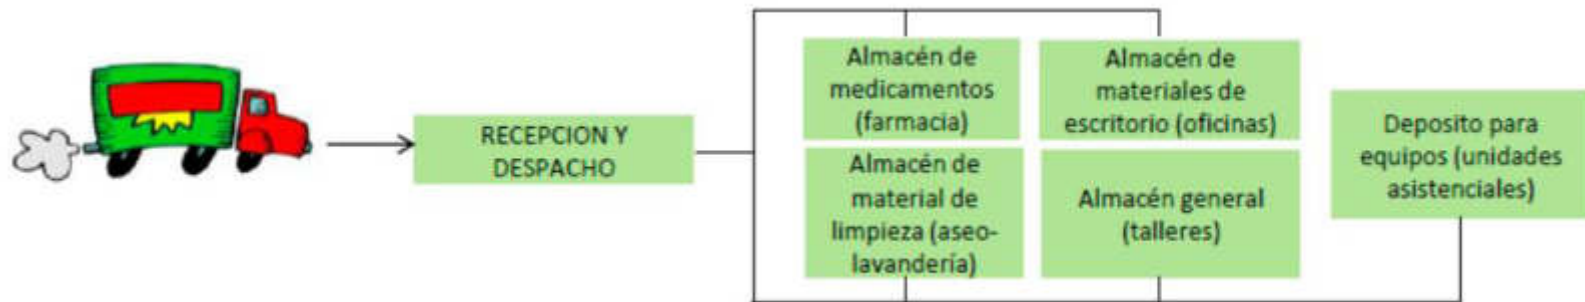 RECEPCION Y
DESPACHO
Almacén de
medicamentos
(farmacia)
Almacén de
materiales de
escritorio (oficinas)
Almacén de
material de
limpieza (aseo-
lavandería)
Almacén general
(talleres)
Deposito para
equipos (unidades
asistenciales)